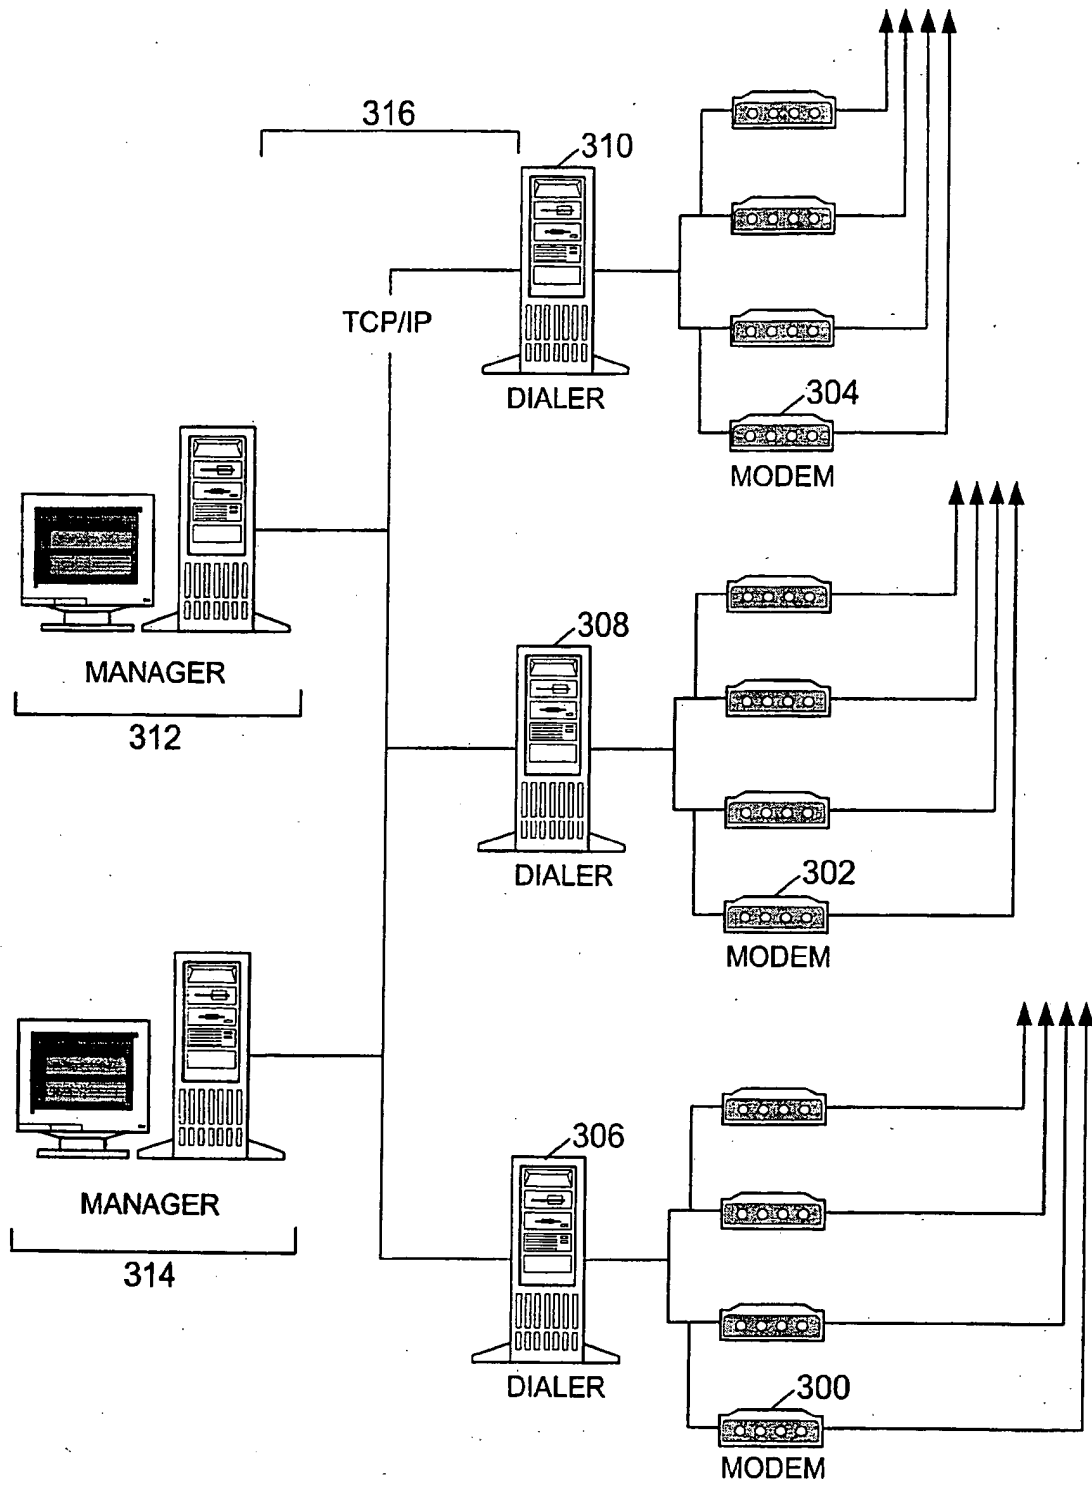 316
310
TCP/IP
DIALER
304
MODEM
308
MANAGER
312
DIALER
302
MODEM
306
MANAGER
314
DIALER
300
MODEM